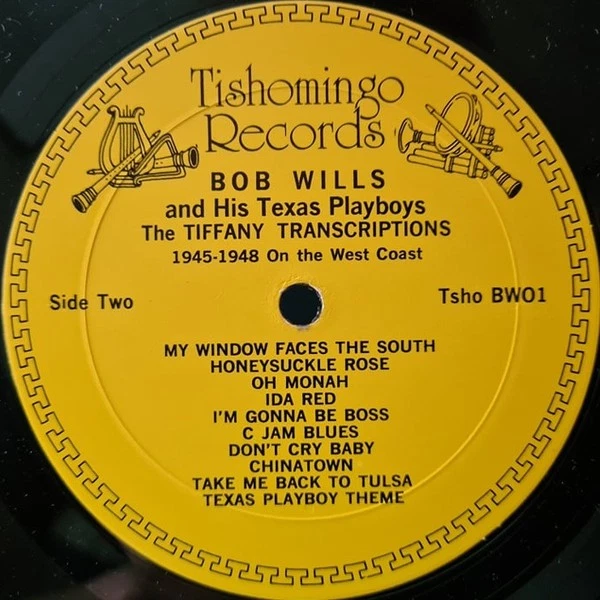 Tishomingo
Records
BOB WILLS
and His Texas Playboys
The TIFFANY TRANSCRIPTIONS
1945-1948 On the West Coast
Side Two
Tsho BW01
MY WINDOW FACES THE SOUTH
HONEYSUCKLE ROSE
OH MONAH
IDA RED
I'M GONNA BE BOSS
C JAM BLUES
DON'T CRY BABY
CHINATOWN
TAKE ME BACK TO TULSA
TEXAS PLAYBOY THEME